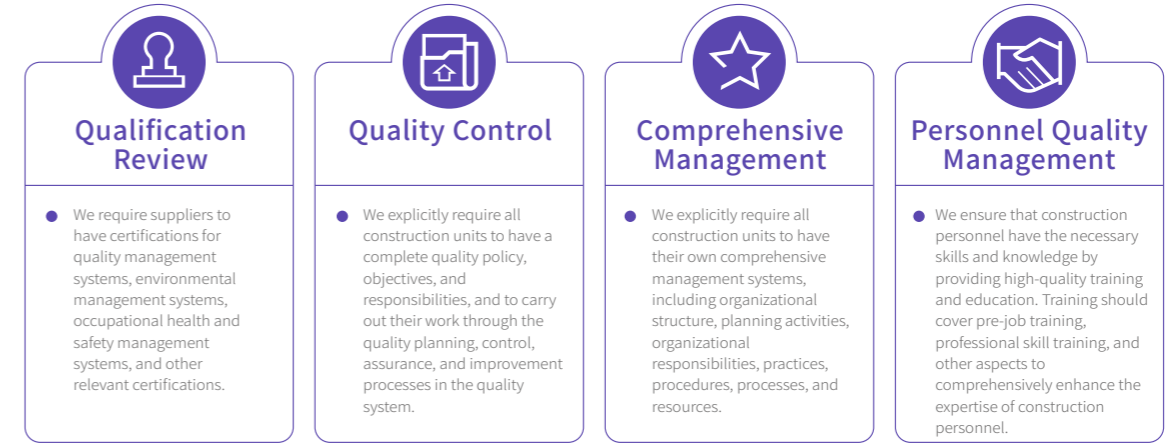 Qualification
Review
We require suppliers to
have certifications for
quality management
systems, environmental
management systems,
occupational health and
safety management
systems, and other
relevant certifications.
Quality Control
We explicitly require all
construction units to have a
complete quality policy,
objectives, and
responsibilities, and to carry
out their work through the
quality planning, control,
assurance, and improvement
processes in the quality
system.
Comprehensive
Management
We explicitly require all
construction units to have
their own comprehensive
management systems,
including organizational
structure, planning activities,
organizational
responsibilities, practices,
procedures, processes, and
resources.
Personnel Quality
Management
We ensure that construction
personnel have the necessary
skills and knowledge by
providing high-quality training
and education. Training should
cover pre-job training,
professional skill training, and
other aspects to
comprehensively enhance the
expertise of construction
personnel.